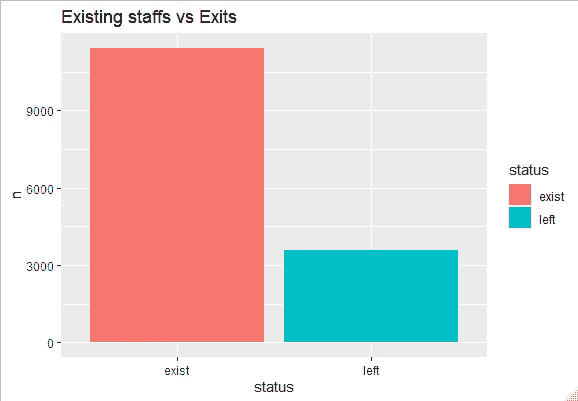 Existing staffs vs Exits
n
9000
6000
3000
0
exist
left
status
status
exist
left